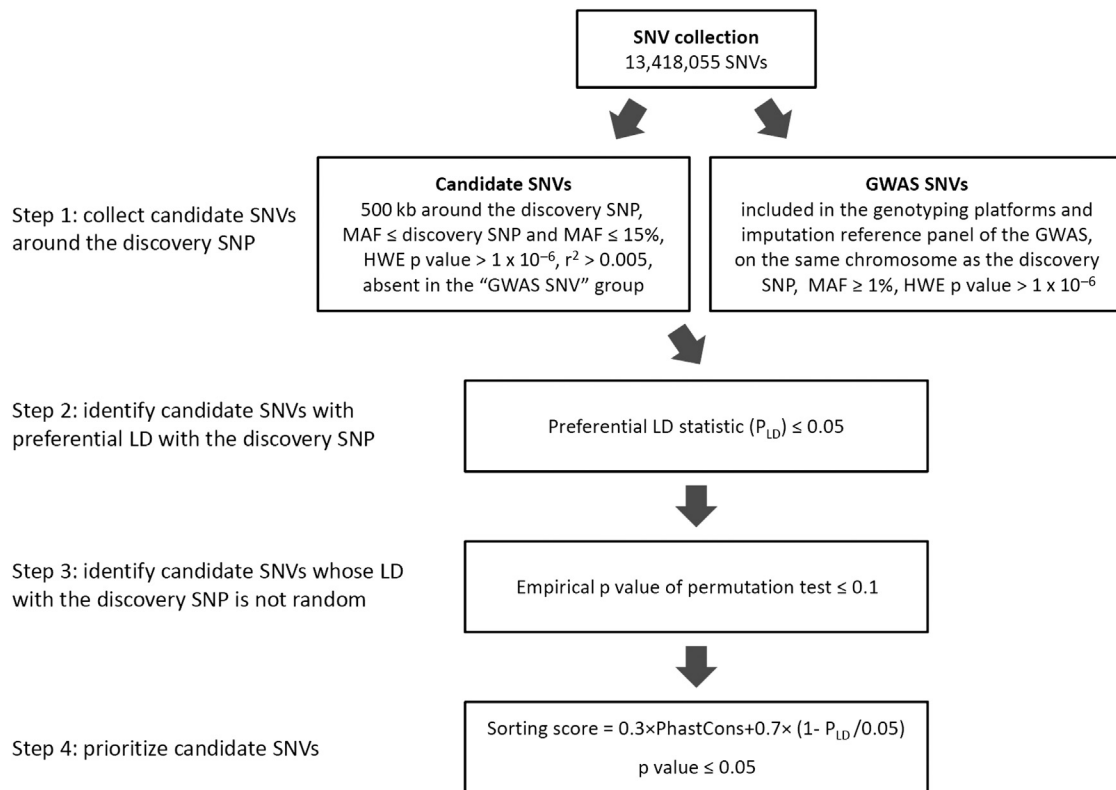 SNV collection
13,418,055 SNVs
Step 1: collect candidate SNVs
around the discovery SNP
Candidate SNVs
500 kb around the discovery SNP,
MAF ≤ discovery SNP and MAF ≤ 15%,
HWE p value > 1 x 10⁻⁶, r² > 0.005,
absent in the “GWAS SNV” group
GWAS SNVs
included in the genotyping platforms and
imputation reference panel of the GWAS,
on the same chromosome as the discovery
SNP, MAF ≥ 1%, HWE p value > 1 x 10⁻⁶
Step 2: identify candidate SNVs with
preferential LD with the discovery SNP
Preferential LD statistic (P_LD) ≤ 0.05
Step 3: identify candidate SNVs whose LD
with the discovery SNP is not random
Empirical p value of permutation test ≤ 0.1
Step 4: prioritize candidate SNVs
Sorting score = 0.3×PhastCons+0.7× (1- P_LD /0.05)
p value ≤ 0.05